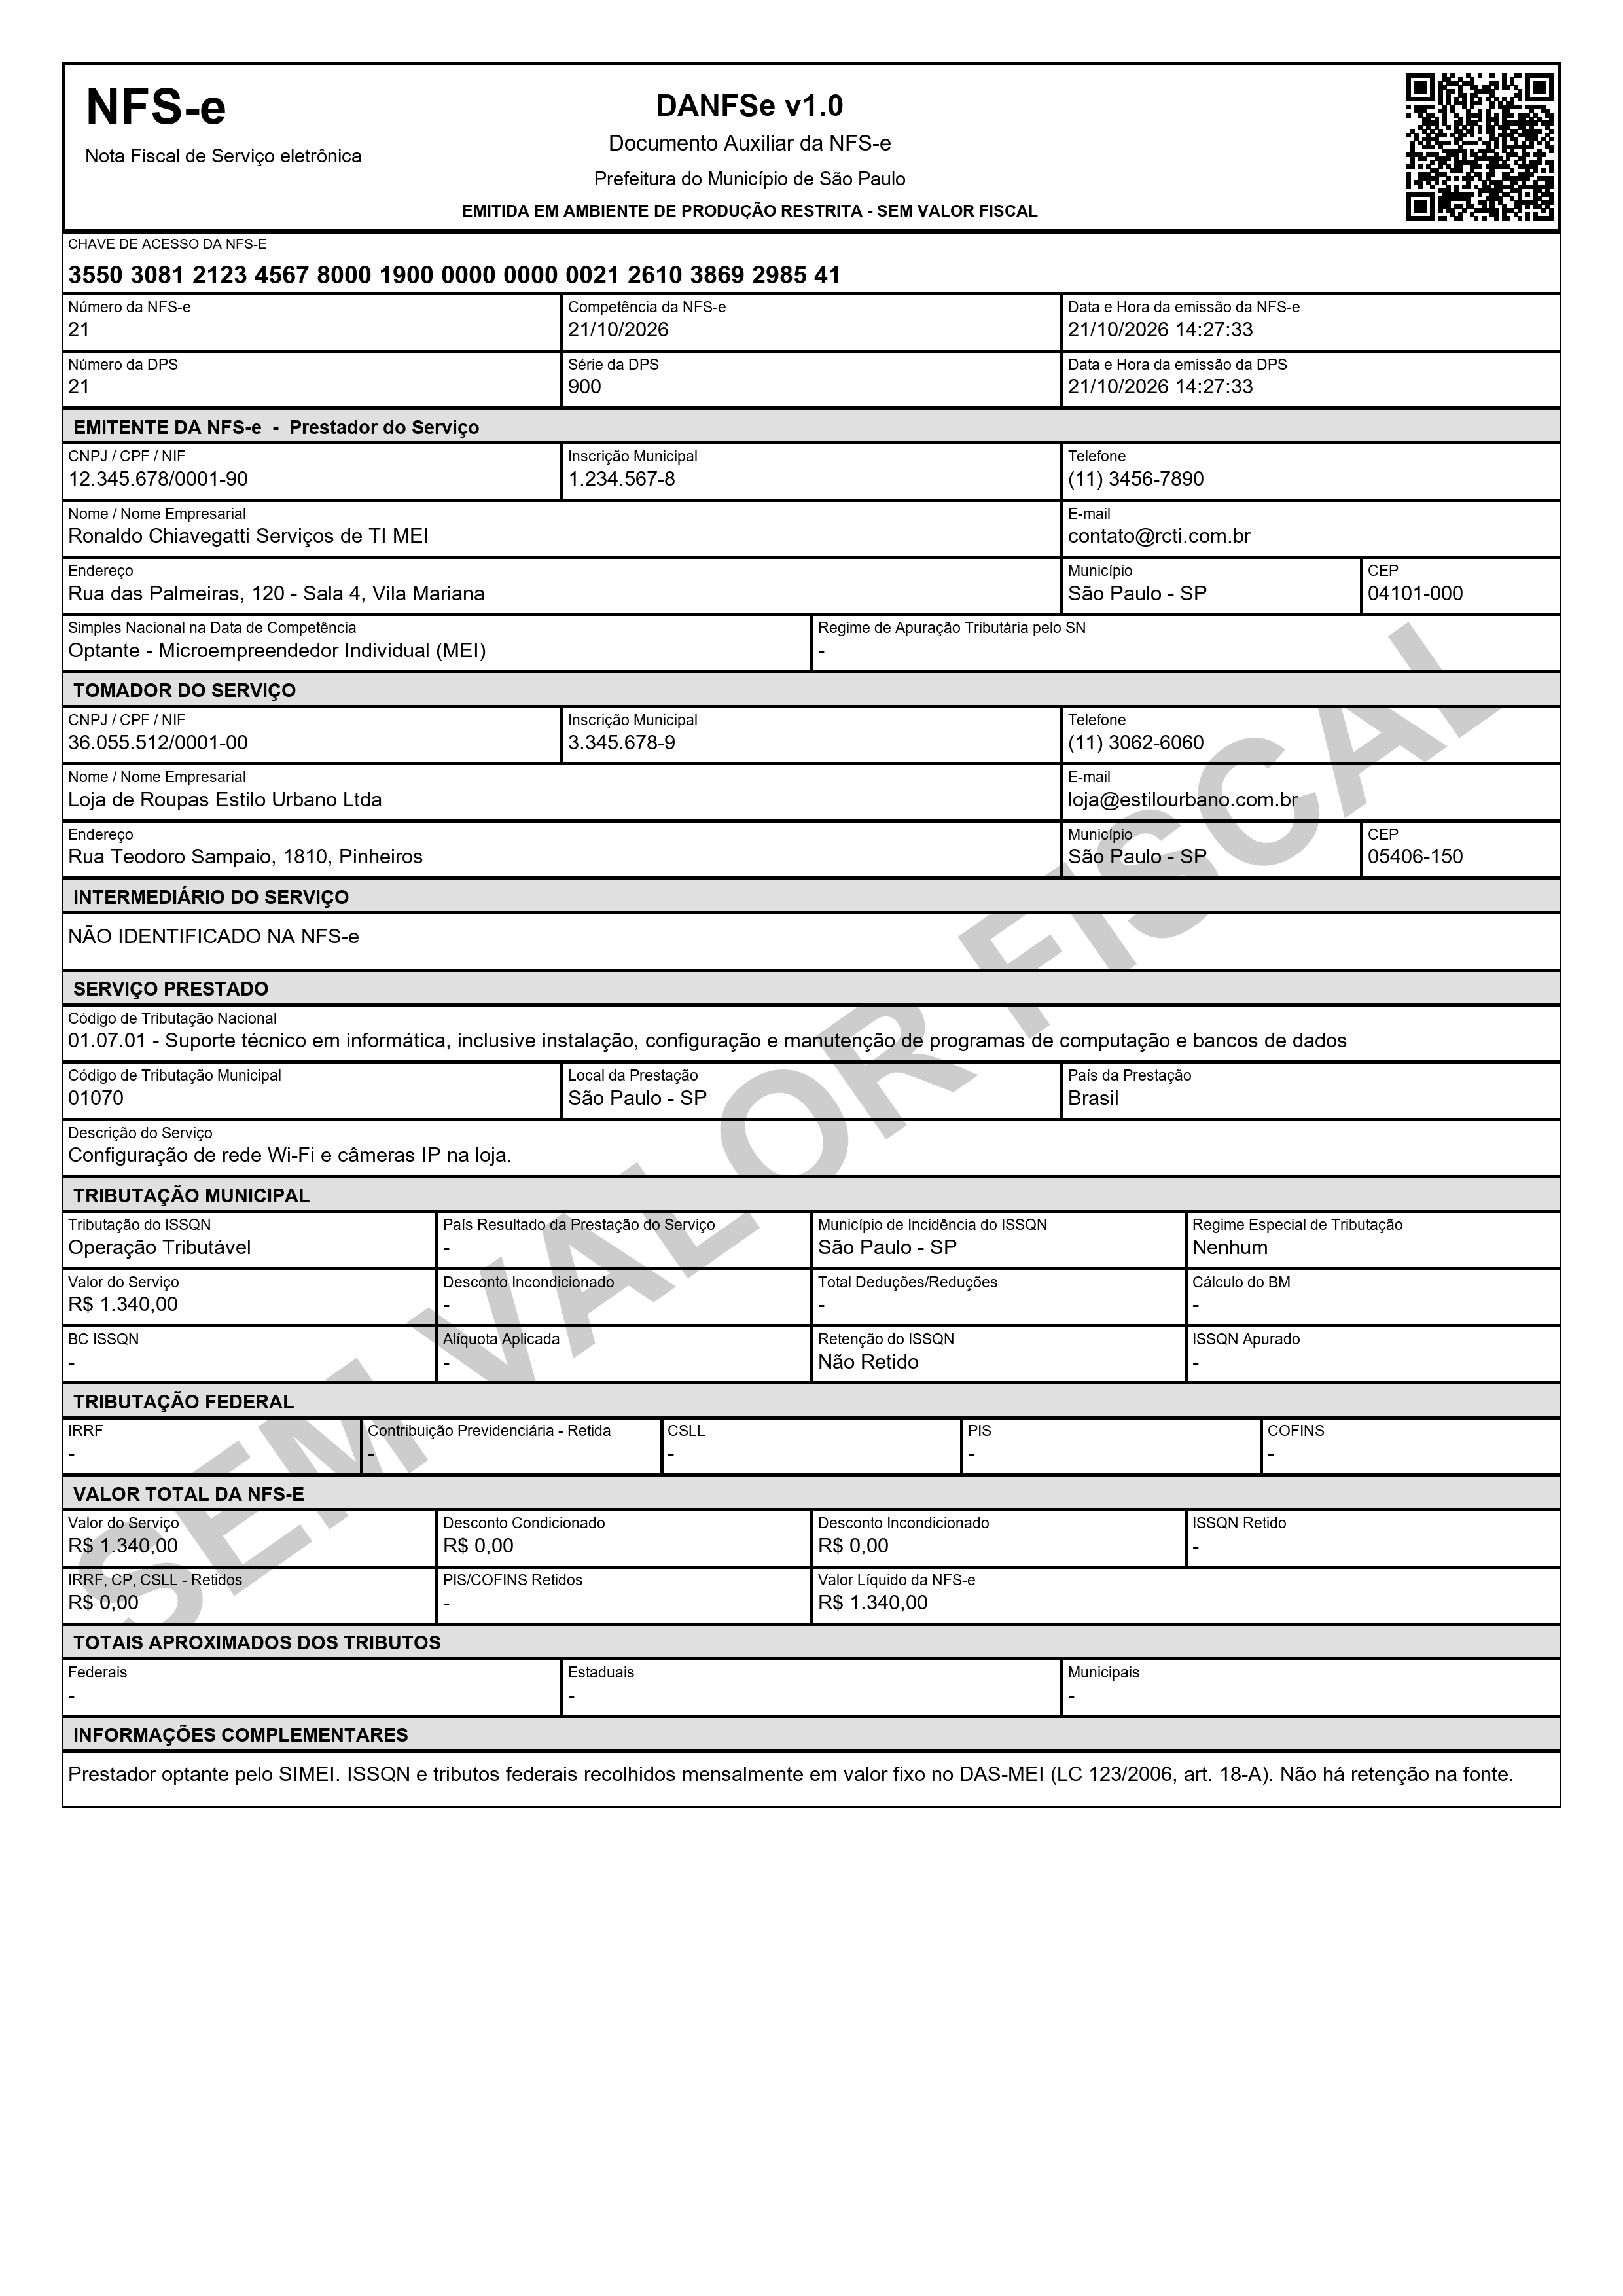 NFS-e
Nota Fiscal de Serviço eletrônica
DANFSe v1.0
Documento Auxiliar da NFS-e
Prefeitura do Município de São Paulo
EMITIDA EM AMBIENTE DE PRODUÇÃO RESTRITA - SEM VALOR FISCAL
CHAVE DE ACESSO DA NFS-E
3550 3081 2123 4567 8000 1900 0000 0000 0021 2610 3869 2985 41
Número da NFS-e Competência da NFS-e Data e Hora da emissão da NFS-e
21 21/10/2026 21/10/2026 14:27:33
Número da DPS Série da DPS Data e Hora da emissão da DPS
21 900 21/10/2026 14:27:33
EMITENTE DA NFS-e - Prestador do Serviço
CNPJ / CPF / NIF Inscrição Municipal Telefone
12.345.678/0001-90 1.234.567-8 (11) 3456-7890
Nome / Nome Empresarial E-mail
Ronaldo Chiavegatti Serviços de TI MEI contato@rcti.com.br
Endereço Município CEP
Rua das Palmeiras, 120 - Sala 4, Vila Mariana São Paulo - SP 04101-000
Simples Nacional na Data de Competência Regime de Apuração Tributária pelo SN
Optante - Microempreendedor Individual (MEI) -
TOMADOR DO SERVIÇO
CNPJ / CPF / NIF Inscrição Municipal Telefone
36.055.512/0001-00 3.345.678-9 (11) 3062-6060
Nome / Nome Empresarial E-mail
Loja de Roupas Estilo Urbano Ltda loja@estilourbano.com.br
Endereço Município CEP
Rua Teodoro Sampaio, 1810, Pinheiros São Paulo - SP 05406-150
INTERMEDIÁRIO DO SERVIÇO
NÃO IDENTIFICADO NA NFS-e
SERVIÇO PRESTADO
Código de Tributação Nacional
01.07.01 - Suporte técnico em informática, inclusive instalação, configuração e manutenção de programas de computação e bancos de dados
Código de Tributação Municipal Local da Prestação País da Prestação
01070 São Paulo - SP Brasil
Descrição do Serviço
Configuração de rede Wi-Fi e câmeras IP na loja.
TRIBUTAÇÃO MUNICIPAL
Tributação do ISSQN País Resultado da Prestação do Serviço Município de Incidência do ISSQN Regime Especial de Tributação
Operação Tributável - São Paulo - SP Nenhum
Valor do Serviço Desconto Incondicionado Total Deduções/Reduções Cálculo do BM
R$ 1.340,00 - - -
BC ISSQN Alíquota Aplicada Retenção do ISSQN ISSQN Apurado
- - Não Retido -
TRIBUTAÇÃO FEDERAL
IRRF Contribuição Previdenciária - Retida CSLL PIS COFINS
- - - - -
VALOR TOTAL DA NFS-E
Valor do Serviço Desconto Condicionado Desconto Incondicionado ISSQN Retido
R$ 1.340,00 R$ 0,00 R$ 0,00 -
IRRF, CP, CSLL - Retidos PIS/COFINS Retidos Valor Líquido da NFS-e
R$ 0,00 - R$ 1.340,00
TOTAIS APROXIMADOS DOS TRIBUTOS
Federais Estaduais Municipais
- - -
INFORMAÇÕES COMPLEMENTARES
Prestador optante pelo SIMEI. ISSQN e tributos federais recolhidos mensalmente em valor fixo no DAS-MEI (LC 123/2006, art. 18-A). Não há retenção na fonte.
SEM VALOR FISCAL